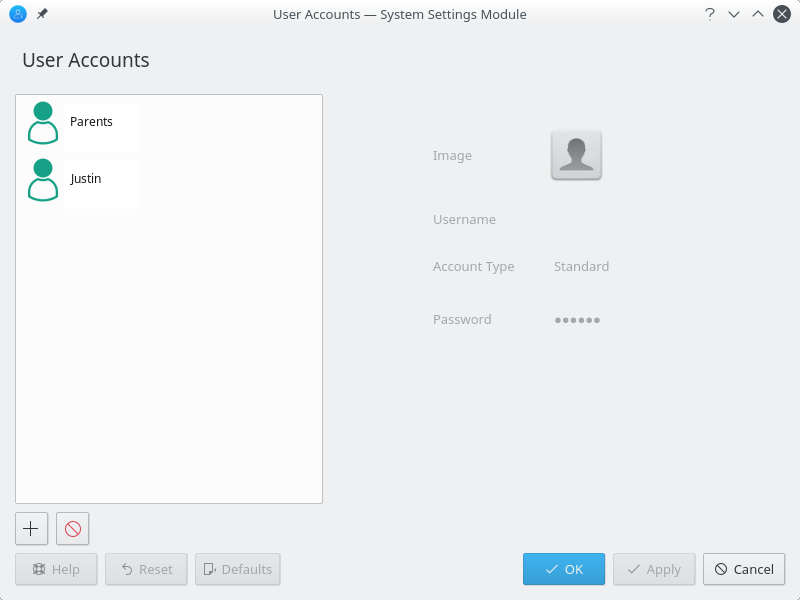 User Accounts — System Settings Module
User Accounts
Parents
Justin
Image
Username
Account Type Standard
Password ●●●●●●
Help Reset Defaults OK Apply Cancel